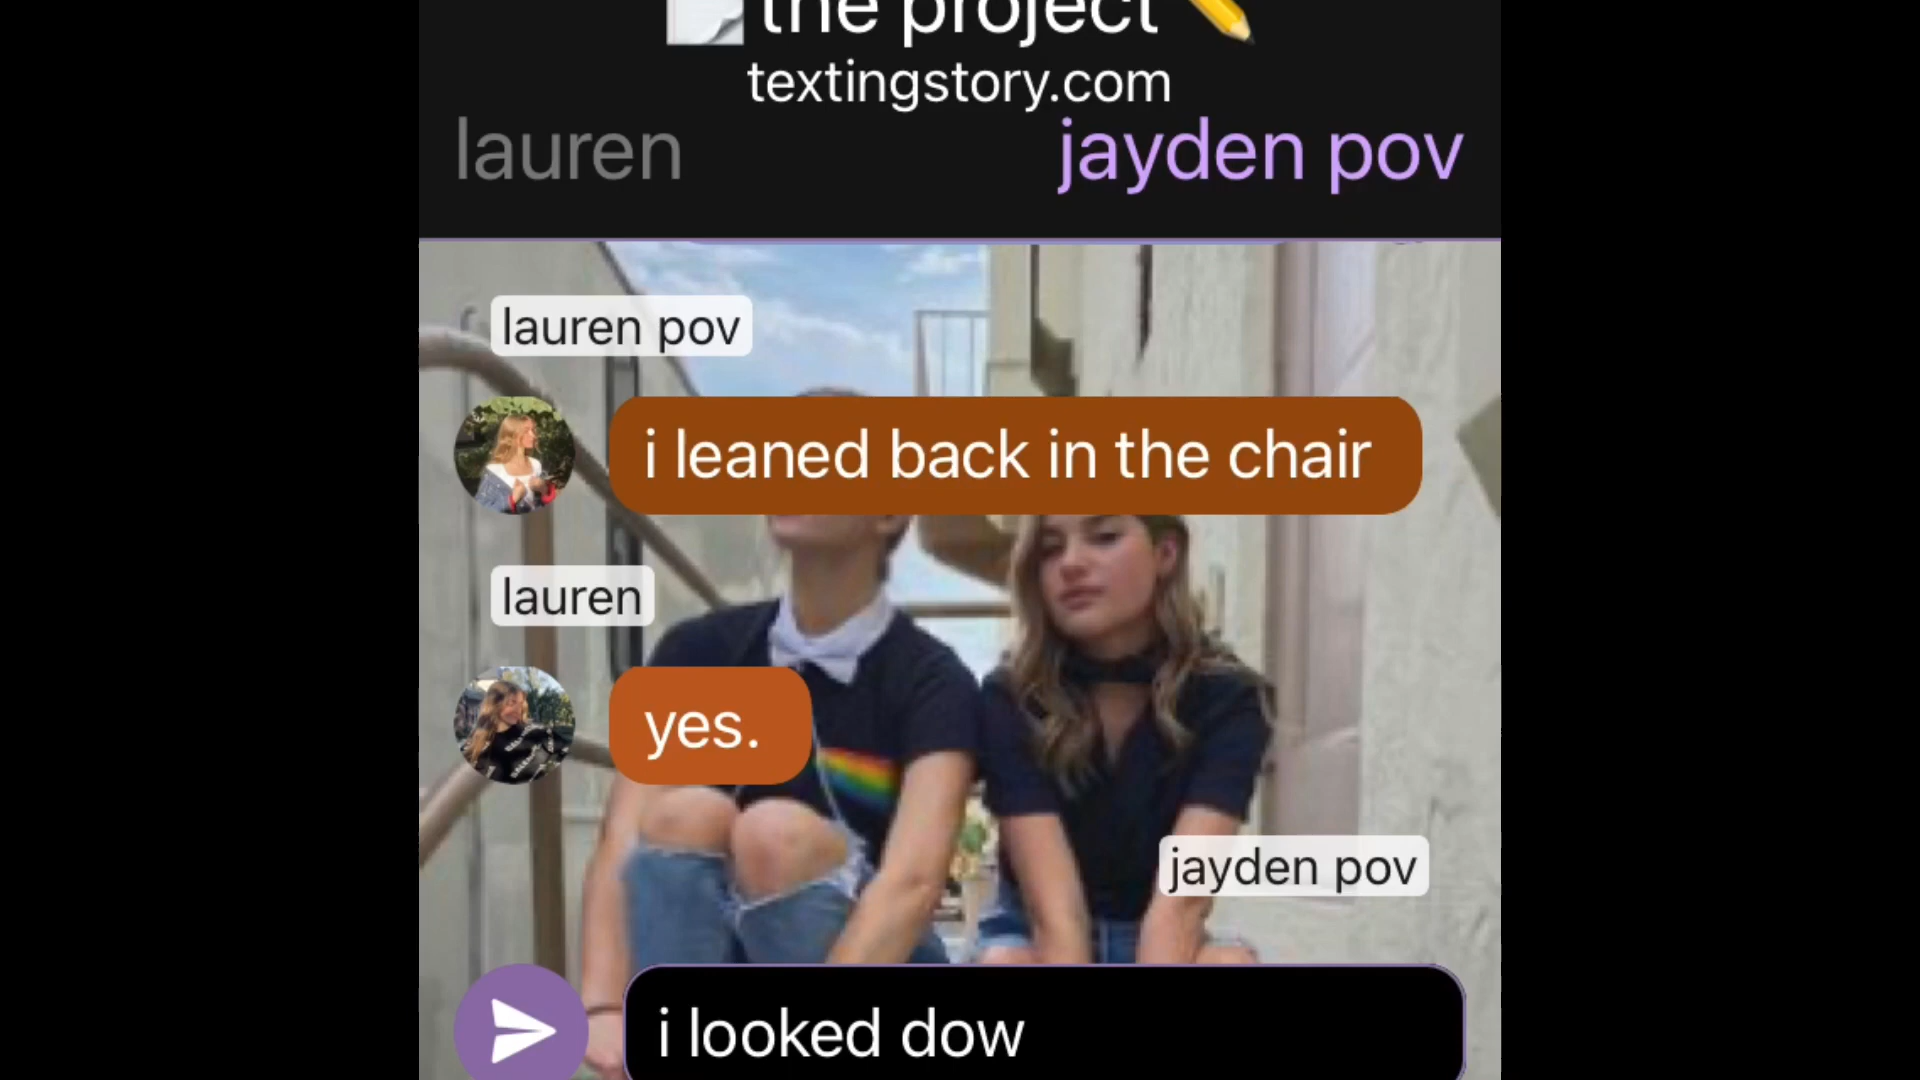 the project
textingstory.com
lauren
jayden pov
lauren pov
i leaned back in the chair
lauren
yes.
jayden pov
i looked dow